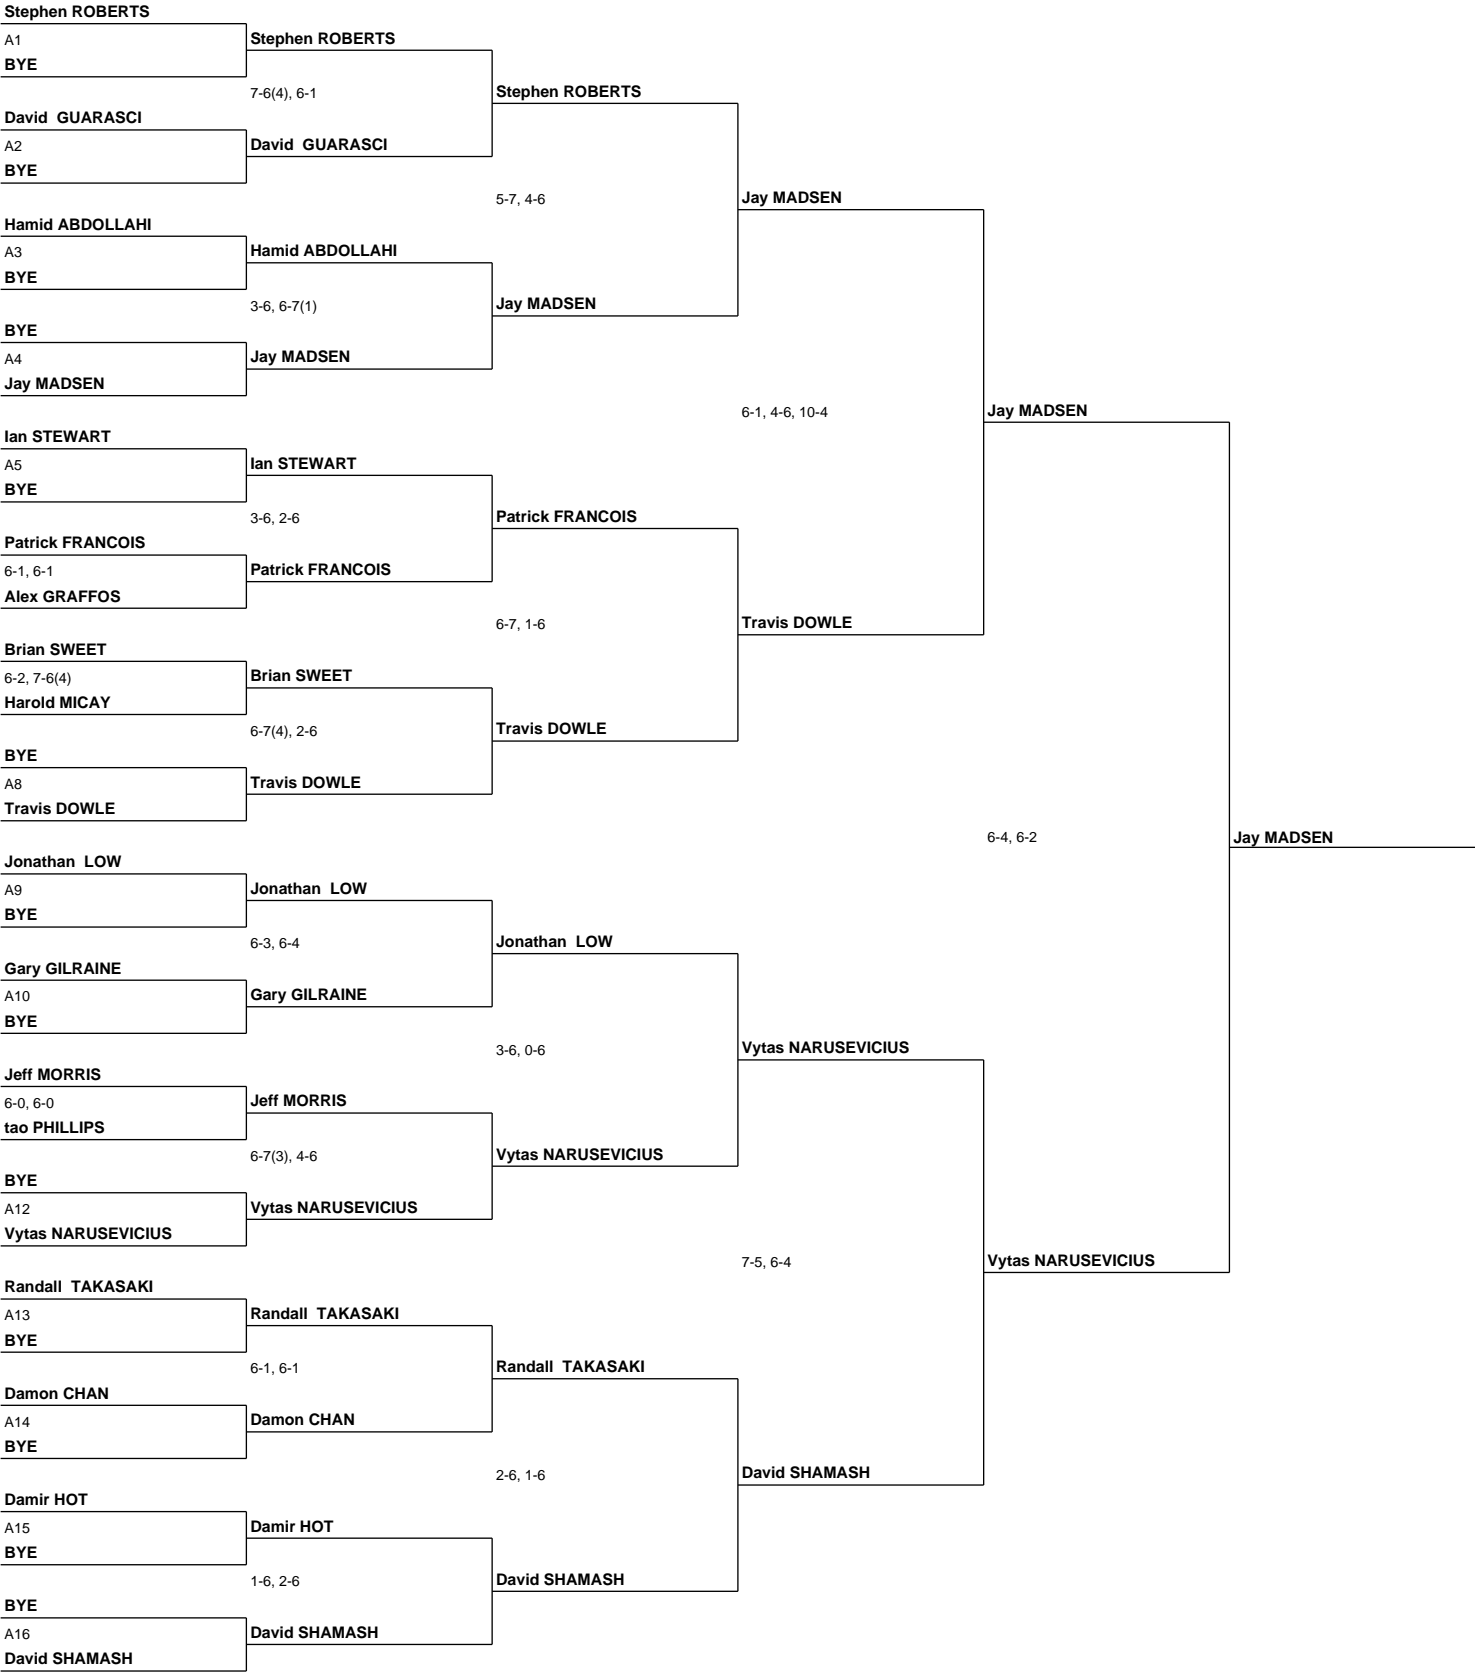 Stephen ROBERTS
A1
BYE
David  GUARASCI
A2
BYE
Hamid ABDOLLAHI
A3
BYE
BYE
A4
Jay MADSEN
Ian STEWART
A5
BYE
Patrick FRANCOIS
6-1, 6-1
Alex GRAFFOS
Brian SWEET
6-2, 7-6(4)
Harold MICAY
BYE
A8
Travis DOWLE
Jonathan  LOW
A9
BYE
Gary GILRAINE
A10
BYE
Jeff MORRIS
6-0, 6-0
tao PHILLIPS
BYE
A12
Vytas NARUSEVICIUS
Randall  TAKASAKI
A13
BYE
Damon CHAN
A14
BYE
Damir HOT
A15
BYE
BYE
A16
David SHAMASH
Stephen ROBERTS
7-6(4), 6-1
David  GUARASCI
Hamid ABDOLLAHI
3-6, 6-7(1)
Jay MADSEN
Ian STEWART
3-6, 2-6
Patrick FRANCOIS
Brian SWEET
6-7(4), 2-6
Travis DOWLE
Jonathan  LOW
6-3, 6-4
Gary GILRAINE
Jeff MORRIS
6-7(3), 4-6
Vytas NARUSEVICIUS
Randall  TAKASAKI
6-1, 6-1
Damon CHAN
Damir HOT
1-6, 2-6
David SHAMASH
Stephen ROBERTS
5-7, 4-6
Jay MADSEN
Patrick FRANCOIS
6-7, 1-6
Travis DOWLE
Jonathan  LOW
3-6, 0-6
Vytas NARUSEVICIUS
Randall  TAKASAKI
2-6, 1-6
David SHAMASH
Jay MADSEN
6-1, 4-6, 10-4
Travis DOWLE
Vytas NARUSEVICIUS
7-5, 6-4
David SHAMASH
Jay MADSEN
6-4, 6-2
Vytas NARUSEVICIUS
Jay MADSEN